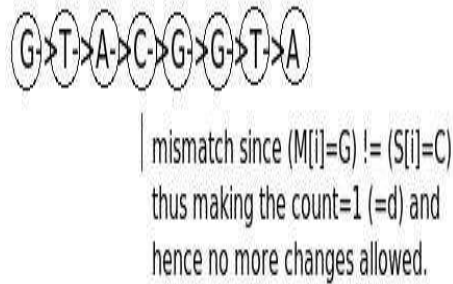 G->T->A->C->G->G->T->A
mismatch since (M[i]=G) != (S[i]=C)
thus making the count=1 (=d) and
hence no more changes allowed.